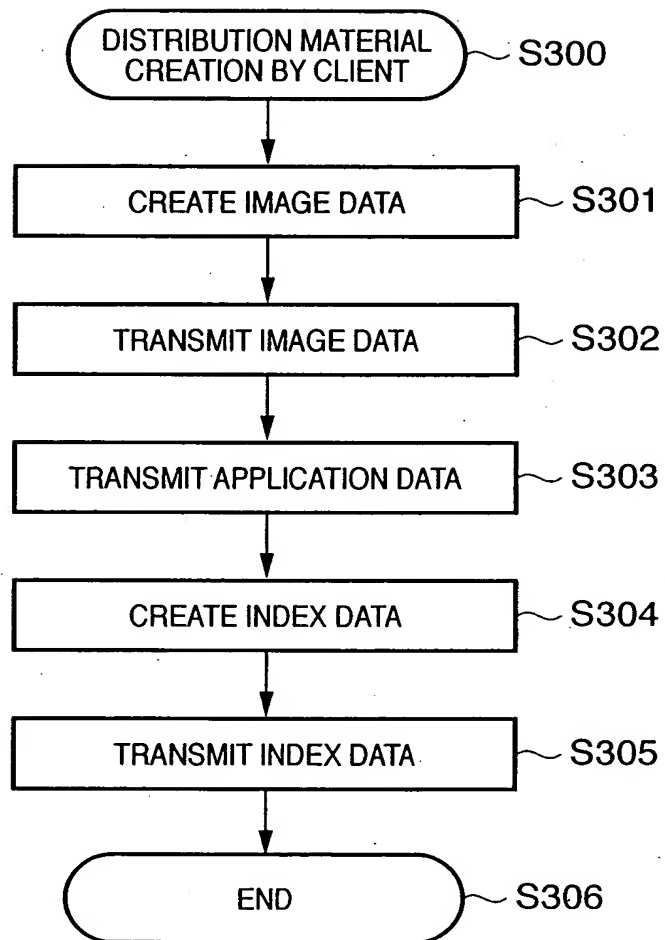 DISTRIBUTION MATERIAL
CREATION BY CLIENT
S300
CREATE IMAGE DATA
S301
TRANSMIT IMAGE DATA
S302
TRANSMIT APPLICATION DATA
S303
CREATE INDEX DATA
S304
TRANSMIT INDEX DATA
S305
END
S306